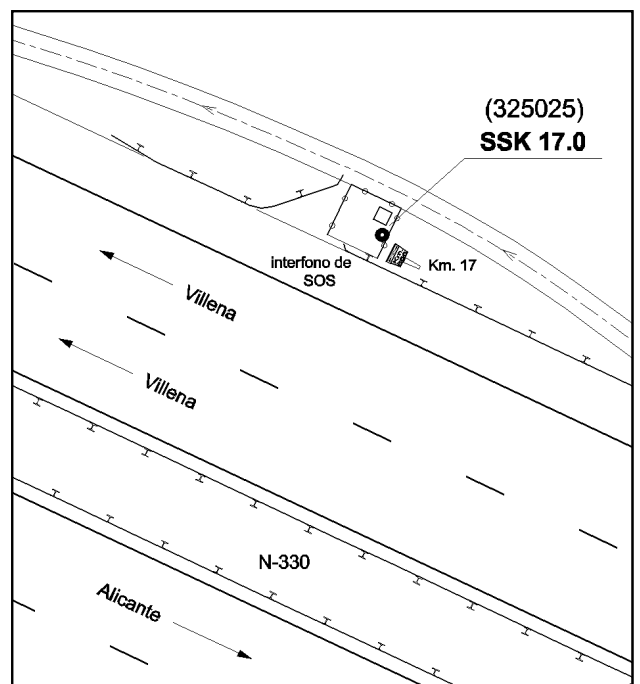 (325025)
SSK 17.0
interfono de
SOS
Km. 17
Villena
Villena
N-330
Alicante